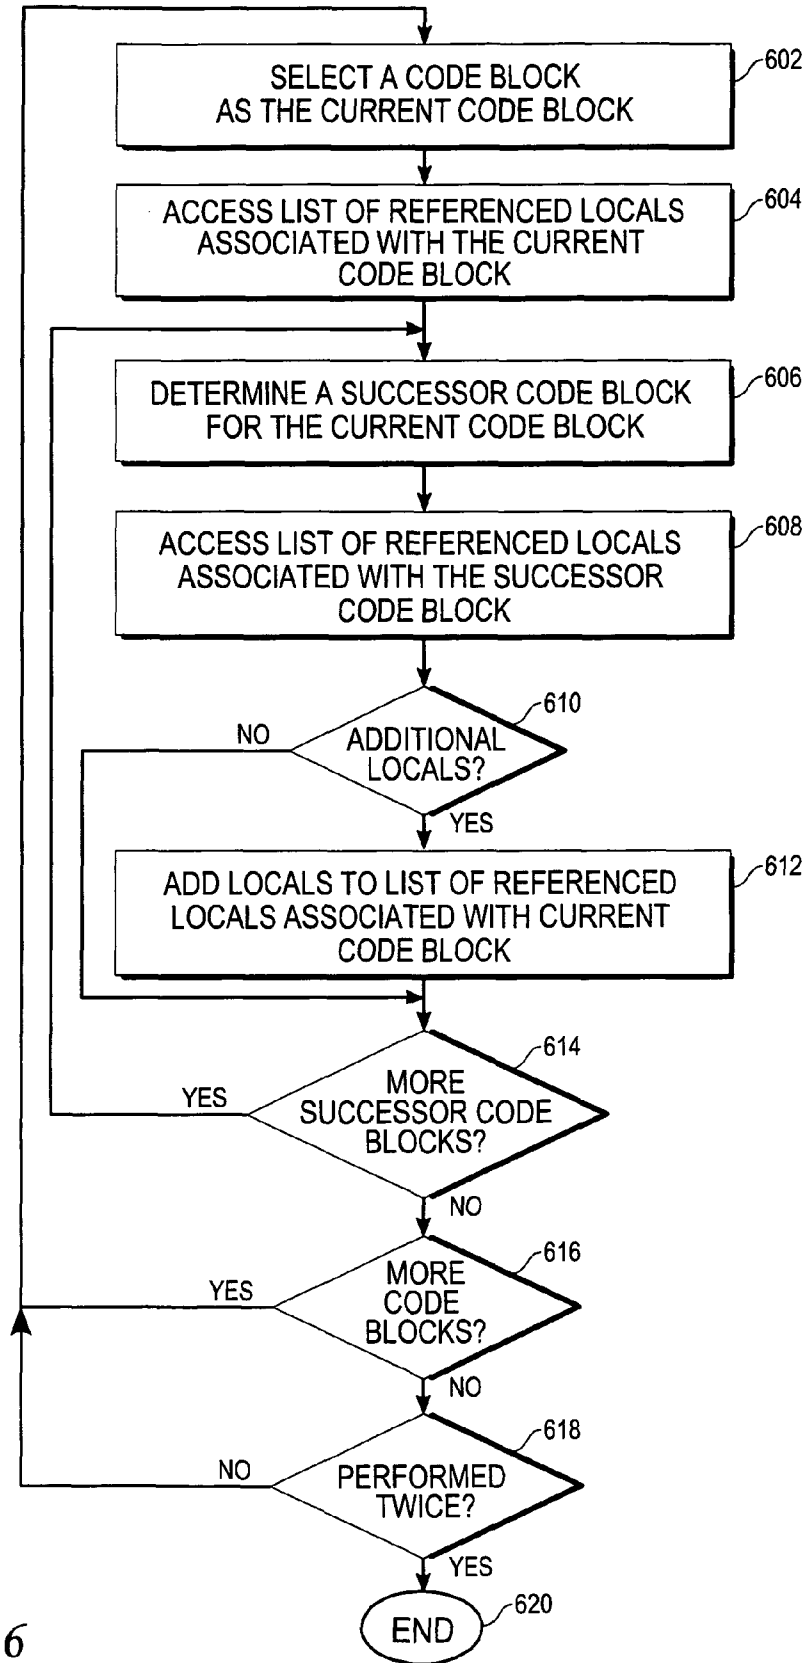 SELECT A CODE BLOCK
AS THE CURRENT CODE BLOCK
602
ACCESS LIST OF REFERENCED LOCALS
ASSOCIATED WITH THE CURRENT
CODE BLOCK
604
DETERMINE A SUCCESSOR CODE BLOCK
FOR THE CURRENT CODE BLOCK
606
ACCESS LIST OF REFERENCED LOCALS
ASSOCIATED WITH THE SUCCESSOR
CODE BLOCK
608
610
NO
ADDITIONAL
LOCALS?
YES
ADD LOCALS TO LIST OF REFERENCED
LOCALS ASSOCIATED WITH CURRENT
CODE BLOCK
612
614
YES
MORE
SUCCESSOR CODE
BLOCKS?
NO
616
YES
MORE
CODE
BLOCKS?
NO
618
NO
PERFORMED
TWICE?
YES
620
END
6